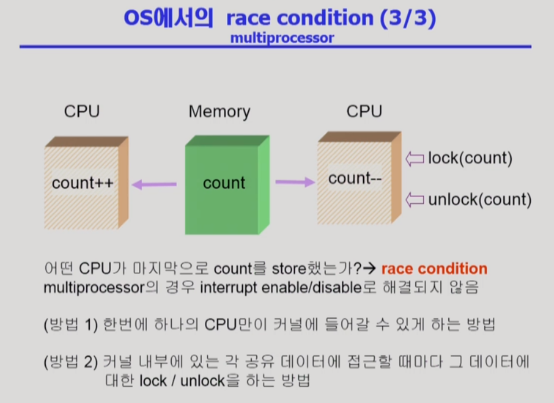 OS에서의 race condition (3/3)
multiprocessor
CPU
Memory
CPU
count++
count
count--
lock(count)
unlock(count)
어떤 CPU가 마지막으로 count를 store했는가?→ race condition
multiprocessor의 경우 interrupt enable/disable로 해결되지 않음
(방법 1) 한번에 하나의 CPU만이 커널에 들어갈 수 있게 하는 방법
(방법 2) 커널 내부에 있는 각 공유 데이터에 접근할 때마다 그 데이터에
대한 lock / unlock을 하는 방법